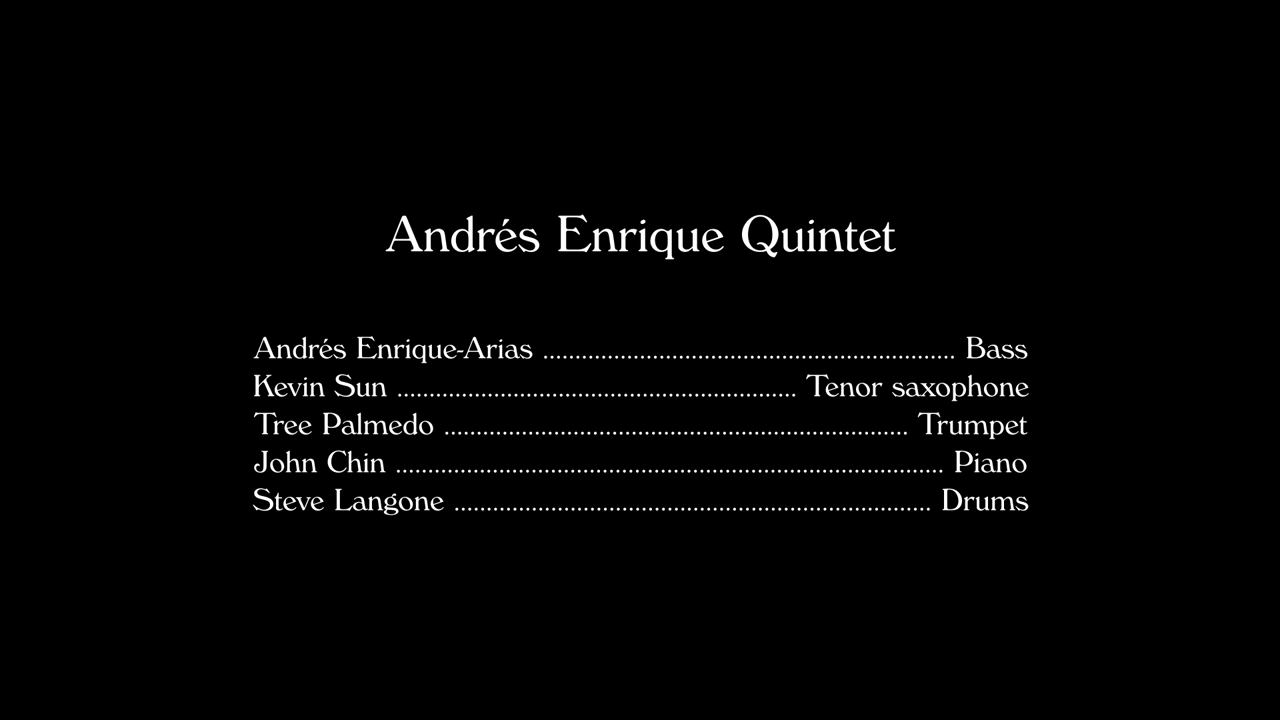 Andrés Enrique Quintet
Andrés Enrique-Arias ........................................................... Bass
Kevin Sun ......................................................... Tenor saxophone
Tree Palmedo .................................................................. Trumpet
John Chin .............................................................................. Piano
Steve Langone .................................................................... Drums